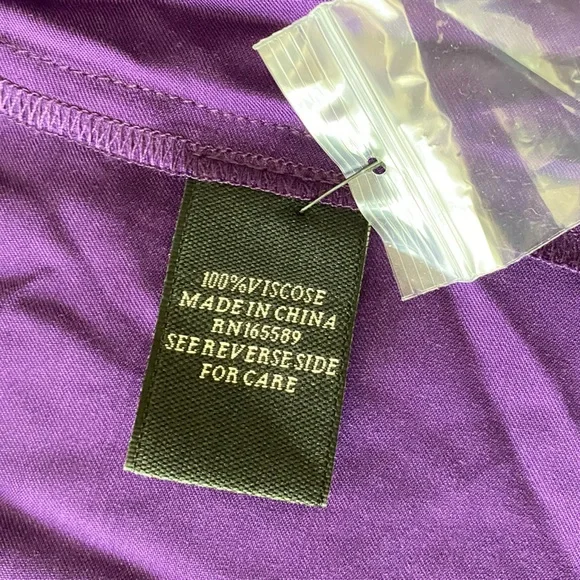 100%VISCOSE
MADE IN CHINA
RN165589
SEE REVERSE SIDE
FOR CARE